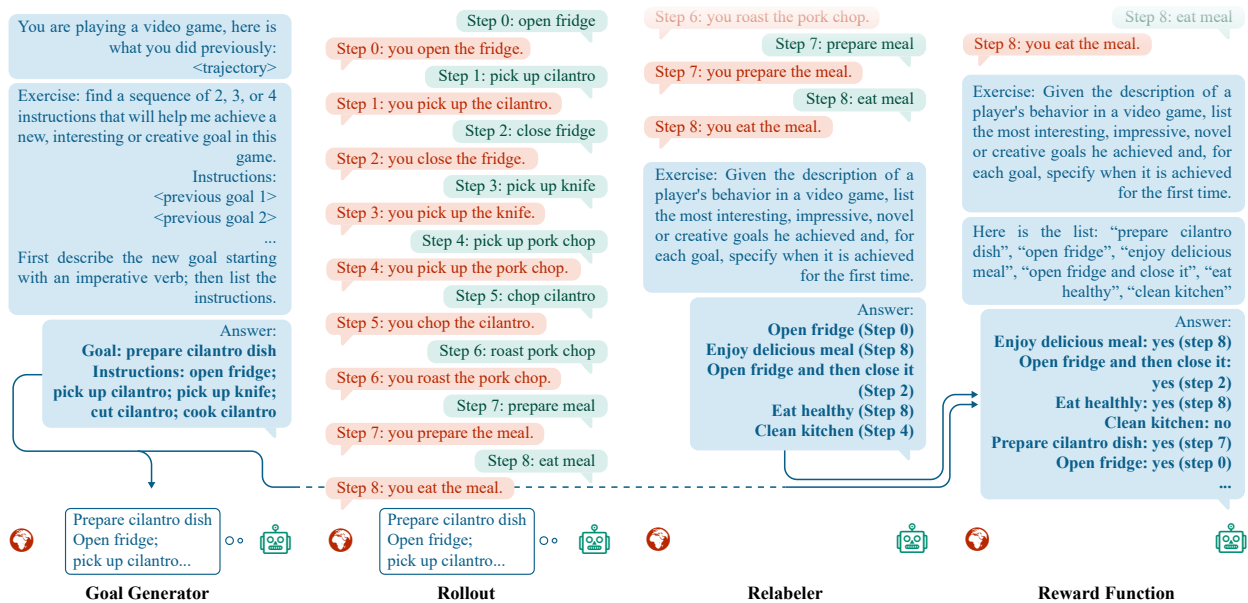 You are playing a video game, here is
what you did previously:
<trajectory>
Exercise: find a sequence of 2, 3, or 4
instructions that will help me achieve a
new, interesting or creative goal in this
game.
Instructions:
<previous goal 1>
<previous goal 2>
...
First describe the new goal starting
with an imperative verb; then list the
instructions.
Answer:
Goal: prepare cilantro dish
Instructions: open fridge;
pick up cilantro; pick up knife;
cut cilantro; cook cilantro
Prepare cilantro dish
Open fridge;
pick up cilantro...
Goal Generator
Step 0: open fridge
Step 0: you open the fridge.
Step 1: pick up cilantro
Step 1: you pick up the cilantro.
Step 2: close fridge
Step 2: you close the fridge.
Step 3: pick up knife
Step 3: you pick up the knife.
Step 4: pick up pork chop
Step 4: you pick up the pork chop.
Step 5: chop cilantro
Step 5: you chop the cilantro.
Step 6: roast pork chop
Step 6: you roast the pork chop.
Step 7: prepare meal
Step 7: you prepare the meal.
Step 8: eat meal
Step 8: you eat the meal.
Prepare cilantro dish
Open fridge;
pick up cilantro...
Rollout
Step 6: you roast the pork chop.
Step 7: prepare meal
Step 7: you prepare the meal.
Step 8: eat meal
Step 8: you eat the meal.
Exercise: Given the description of a
player's behavior in a video game, list
the most interesting, impressive, novel
or creative goals he achieved and, for
each goal, specify when it is achieved
for the first time.
Answer:
Open fridge (Step 0)
Enjoy delicious meal (Step 8)
Open fridge and then close it
(Step 2)
Eat healthy (Step 8)
Clean kitchen (Step 4)
Relabeler
Step 8: eat meal
Step 8: you eat the meal.
Exercise: Given the description of a
player's behavior in a video game, list
the most interesting, impressive, novel
or creative goals he achieved and, for
each goal, specify when it is achieved
for the first time.
Here is the list: “prepare cilantro
dish”, “open fridge”, “enjoy delicious
meal”, “open fridge and close it”, “eat
healthy”, “clean kitchen”
Answer:
Enjoy delicious meal: yes (step 8)
Open fridge and then close it:
yes (step 2)
Eat healthly: yes (step 8)
Clean kitchen: no
Prepare cilantro dish: yes (step 7)
Open fridge: yes (step 0)
...
Reward Function